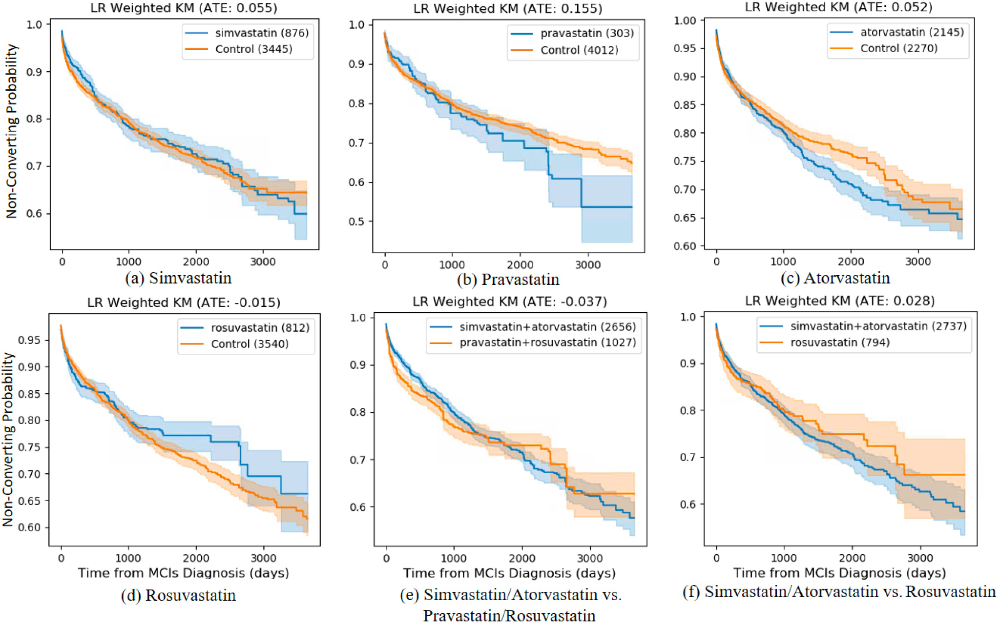 LR Weighted KM (ATE: 0.055)
Non-Converting Probability
1.0
0.9
0.8
0.7
0.6
simvastatin (876)
Control (3445)
0 1000 2000 3000
(a) Simvastatin
LR Weighted KM (ATE: 0.155)
1.0
0.9
0.8
0.7
0.6
0.5
pravastatin (303)
Control (4012)
0 1000 2000 3000
(b) Pravastatin
LR Weighted KM (ATE: 0.052)
1.00
0.95
0.90
0.85
0.80
0.75
0.70
0.65
0.60
atorvastatin (2145)
Control (2270)
0 1000 2000 3000
(c) Atorvastatin
LR Weighted KM (ATE: -0.015)
Non-Converting Probability
0.95
0.90
0.85
0.80
0.75
0.70
0.65
0.60
rosuvastatin (812)
Control (3540)
0 1000 2000 3000
Time from MCIs Diagnosis (days)
(d) Rosuvastatin
LR Weighted KM (ATE: -0.037)
1.0
0.9
0.8
0.7
0.6
simvastatin+atorvastatin (2656)
pravastatin+rosuvastatin (1027)
0 1000 2000 3000
Time from MCIs Diagnosis (days)
(e) Simvastatin/Atorvastatin vs.
Pravastatin/Rosuvastatin
LR Weighted KM (ATE: 0.028)
1.0
0.9
0.8
0.7
0.6
simvastatin+atorvastatin (2737)
rosuvastatin (794)
0 1000 2000 3000
Time from MCIs Diagnosis (days)
(f) Simvastatin/Atorvastatin vs. Rosuvastatin